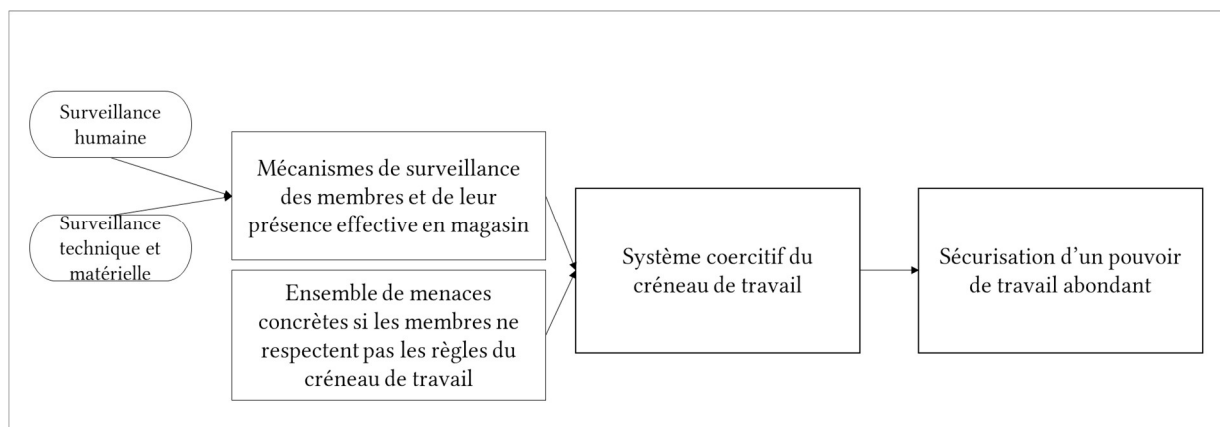 Surveillance
humaine
Surveillance
technique et
matérielle
Mécanismes de surveillance
des membres et de leur
présence effective en magasin
Ensemble de menaces
concrètes si les membres ne
respectent pas les règles du
créneau de travail
Système coercitif du
créneau de travail
Sécurisation d’un pouvoir
de travail abondant